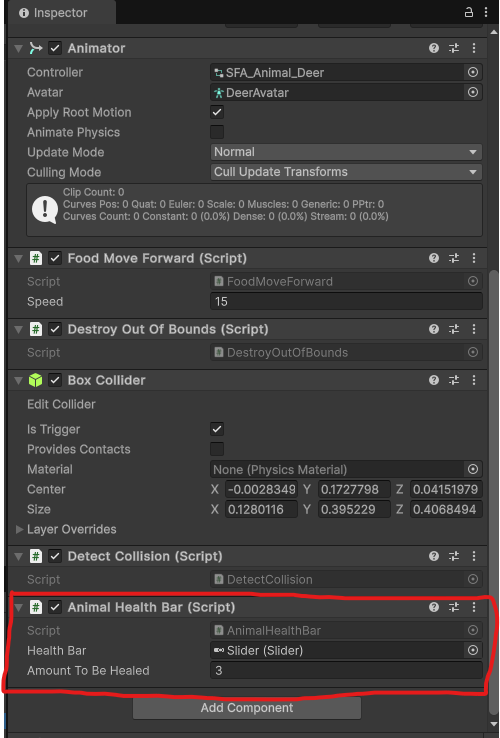 Inspector
Animator
Controller SFA_Animal_Deer
Avatar DeerAvatar
Apply Root Motion
Animate Physics
Update Mode Normal
Culling Mode Cull Update Transforms
Clip Count: 0
Curves Pos: 0 Quat: 0 Euler: 0 Scale: 0 Muscles: 0 Generic: 0 PPtr: 0
Curves Count: 0 Constant: 0 (0.0%) Dense: 0 (0.0%) Stream: 0 (0.0%)
# Food Move Forward (Script)
Script FoodMoveForward
Speed 15
# Destroy Out Of Bounds (Script)
Script DestroyOutOfBounds
Box Collider
Edit Collider
Is Trigger
Provides Contacts
Material None (Physics Material)
Center X -0.0028349 Y 0.1727798 Z 0.04151979
Size X 0.1280116 Y 0.395229 Z 0.4068494
Layer Overrides
# Detect Collision (Script)
Script DetectCollision
# Animal Health Bar (Script)
Script AnimalHealthBar
Health Bar Slider (Slider)
Amount To Be Healed 3
Add Component